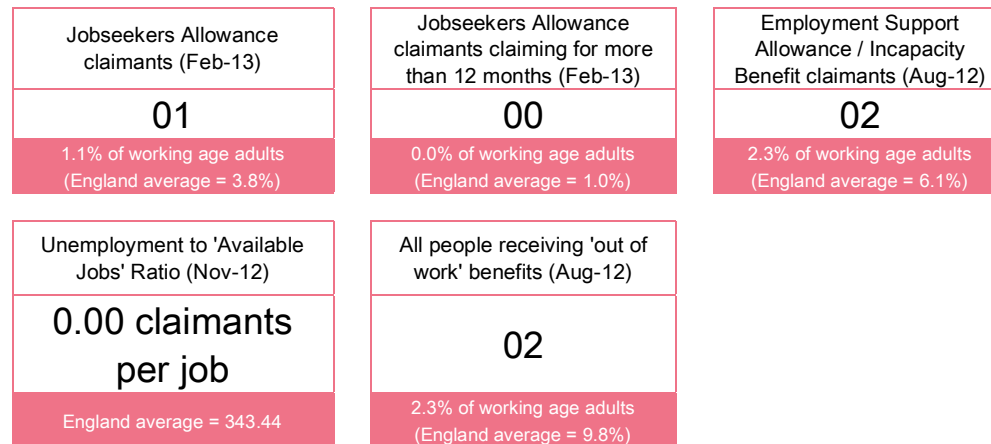 Jobseekers Allowance
claimants (Feb-13)
01
1.1% of working age adults
(England average = 3.8%)
Jobseekers Allowance
claimants claiming for more
than 12 months (Feb-13)
00
0.0% of working age adults
(England average = 1.0%)
Employment Support
Allowance / Incapacity
Benefit claimants (Aug-12)
02
2.3% of working age adults
(England average = 6.1%)
Unemployment to 'Available
Jobs' Ratio (Nov-12)
0.00 claimants
per job
England average = 343.44
All people receiving 'out of
work' benefits (Aug-12)
02
2.3% of working age adults
(England average = 9.8%)